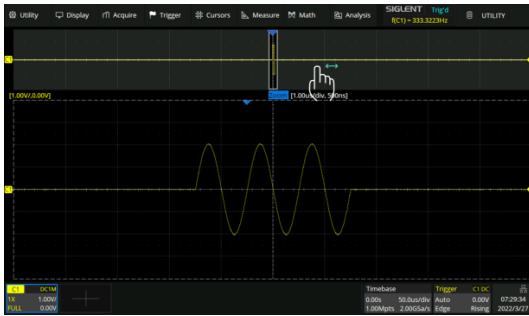 Utility Display Acquire Trigger Cursors Measure Math Analysis SIGLENT Trig'd UTILITY
f(C1) = 333.3223Hz
C1
[1.00V/,0.00V] Zoom [1.00us/div, 500ns]
C1
C1 DC1M
1X 1.00V/
FULL 0.00V
Timebase
0.00s 50.0us/div
1.00Mpts 2.00GSa/s
Trigger C1 DC
Auto 0.00V
Edge Rising
07:29:34
2022/3/27